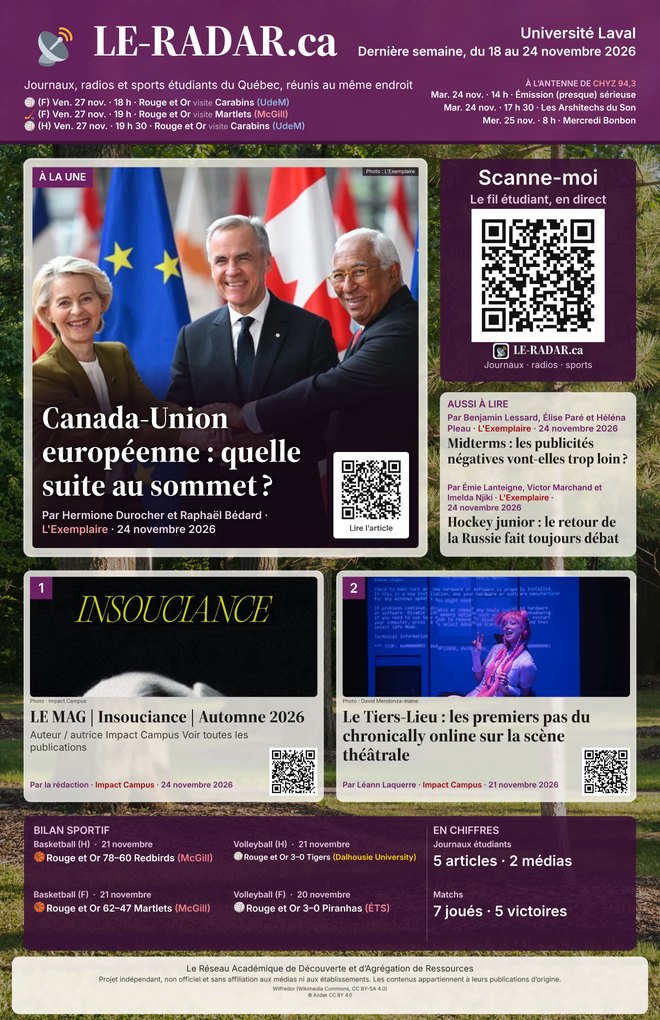 LE-RADAR.ca
Université Laval
Dernière semaine, du 18 au 24 novembre 2026
Journaux, radios et sports étudiants du Québec, réunis au même endroit
(F) Ven. 27 nov. · 18 h · Rouge et Or visite Carabins (UdeM)
(F) Ven. 27 nov. · 19 h · Rouge et Or visite Martlets (McGill)
(H) Ven. 27 nov. · 19 h 30 · Rouge et Or visite Carabins (UdeM)
À L'ANTENNE DE CHYZ 94,3
Mar. 24 nov. · 14 h · Émission (presque) sérieuse
Mar. 24 nov. · 17 h 30 · Les Arshitechs du Son
Mer. 25 nov. · 8 h · Mercredi Bonbon
À LA UNE
Photo : L'Exemplaire
Canada-Union
européenne : quelle
suite au sommet ?
Par Hermione Durocher et Raphaël Bédard ·
L'Exemplaire · 24 novembre 2026
Lire l'article
Scanne-moi
Le fil étudiant, en direct
LE-RADAR.ca
Journaux · radios · sports
AUSSI À LIRE
Par Benjamin Lessard, Élise Paré et Héléna
Pleau · L'Exemplaire · 24 novembre 2026
Midterms : les publicités
négatives vont-elles trop loin ?
Par Émie Lanteigne, Victor Marchand et
Imelda Njiki · L'Exemplaire ·
24 novembre 2026
Hockey junior : le retour de
la Russie fait toujours débat
1
INSOUCIANCE
Photo : Impact Campus
LE MAG | Insouciance | Automne 2026
Auteur / autrice Impact Campus Voir toutes les
publications
Par la rédaction · Impact Campus · 24 novembre 2026
2
Photo : David Mendonza-élaine
Le Tiers-Lieu : les premiers pas du
chronically online sur la scène
théâtrale
Par Léann Laquerre · Impact Campus · 21 novembre 2026
BILAN SPORTIF
Basketball (H) · 21 novembre
Rouge et Or 78–60 Redbirds (McGill)
Volleyball (H) · 21 novembre
Rouge et Or 3–0 Tigers (Dalhousie University)
Basketball (F) · 21 novembre
Rouge et Or 62–47 Martlets (McGill)
Volleyball (F) · 20 novembre
Rouge et Or 3–0 Piranhas (ÉTS)
EN CHIFFRES
Journaux étudiants
5 articles · 2 médias
Matchs
7 joués · 5 victoires
Le Réseau Académique de Découverte et d'Agrégation de Ressources
Projet indépendant, non officiel et sans affiliation aux médias ni aux établissements. Les contenus appartiennent à leurs publications d'origine.
Wilfredor (Wikimedia Commons, CC BY-SA 4.0)
© Azdak CC BY 4.0